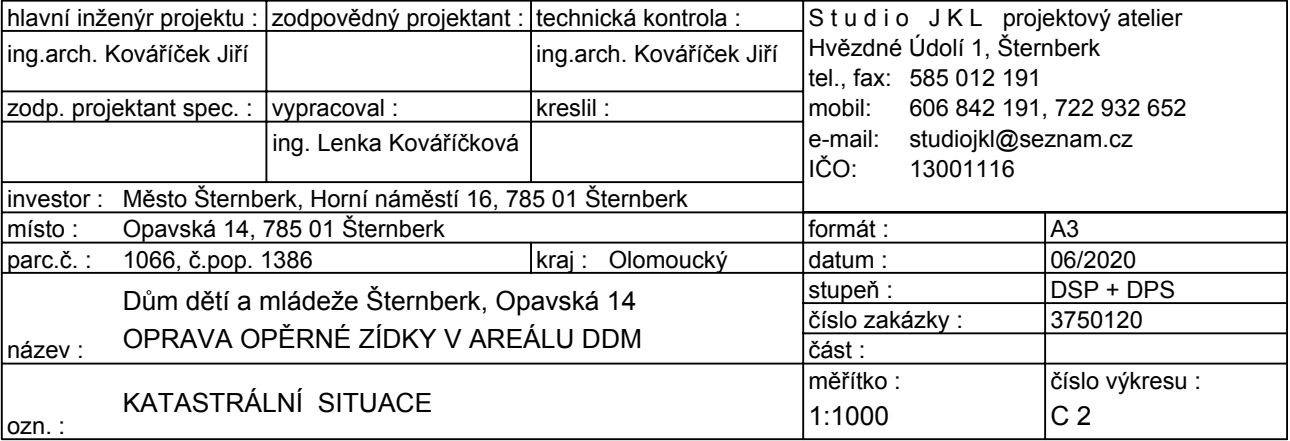 hlavní inženýr projektu : zodpovědný projektant : technická kontrola :
ing.arch. Kováříček Jiří ing.arch. Kováříček Jiří
zodp. projektant spec. : vypracoval : kreslil :
ing. Lenka Kováříčková
S t u d i o J K L projektový atelier
Hvězdné Údolí 1, Šternberk
tel., fax: 585 012 191
mobil: 606 842 191, 722 932 652
e-mail: studiojkl@seznam.cz
IČO: 13001116
investor : Město Šternberk, Horní náměstí 16, 785 01 Šternberk
místo : Opavská 14, 785 01 Šternberk
parc.č. : 1066, č.pop. 1386 kraj : Olomoucký
Dům dětí a mládeže Šternberk, Opavská 14
název : OPRAVA OPĚRNÉ ZÍDKY V AREÁLU DDM
ozn. : KATASTRÁLNÍ SITUACE
formát : A3
datum : 06/2020
stupeň : DSP + DPS
číslo zakázky : 3750120
část :
měřítko : číslo výkresu :
1:1000 C 2